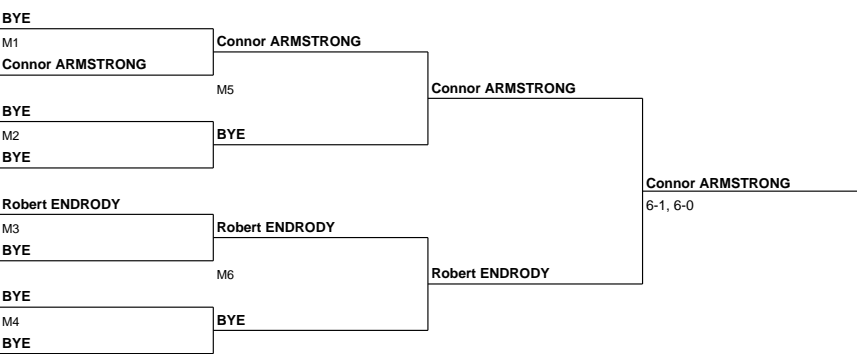 BYE
M1
Connor ARMSTRONG
Connor ARMSTRONG
M5
Connor ARMSTRONG
BYE
M2
BYE
BYE
Connor ARMSTRONG
6-1, 6-0
Robert ENDRODY
M3
Robert ENDRODY
BYE
M6
Robert ENDRODY
BYE
M4
BYE
BYE